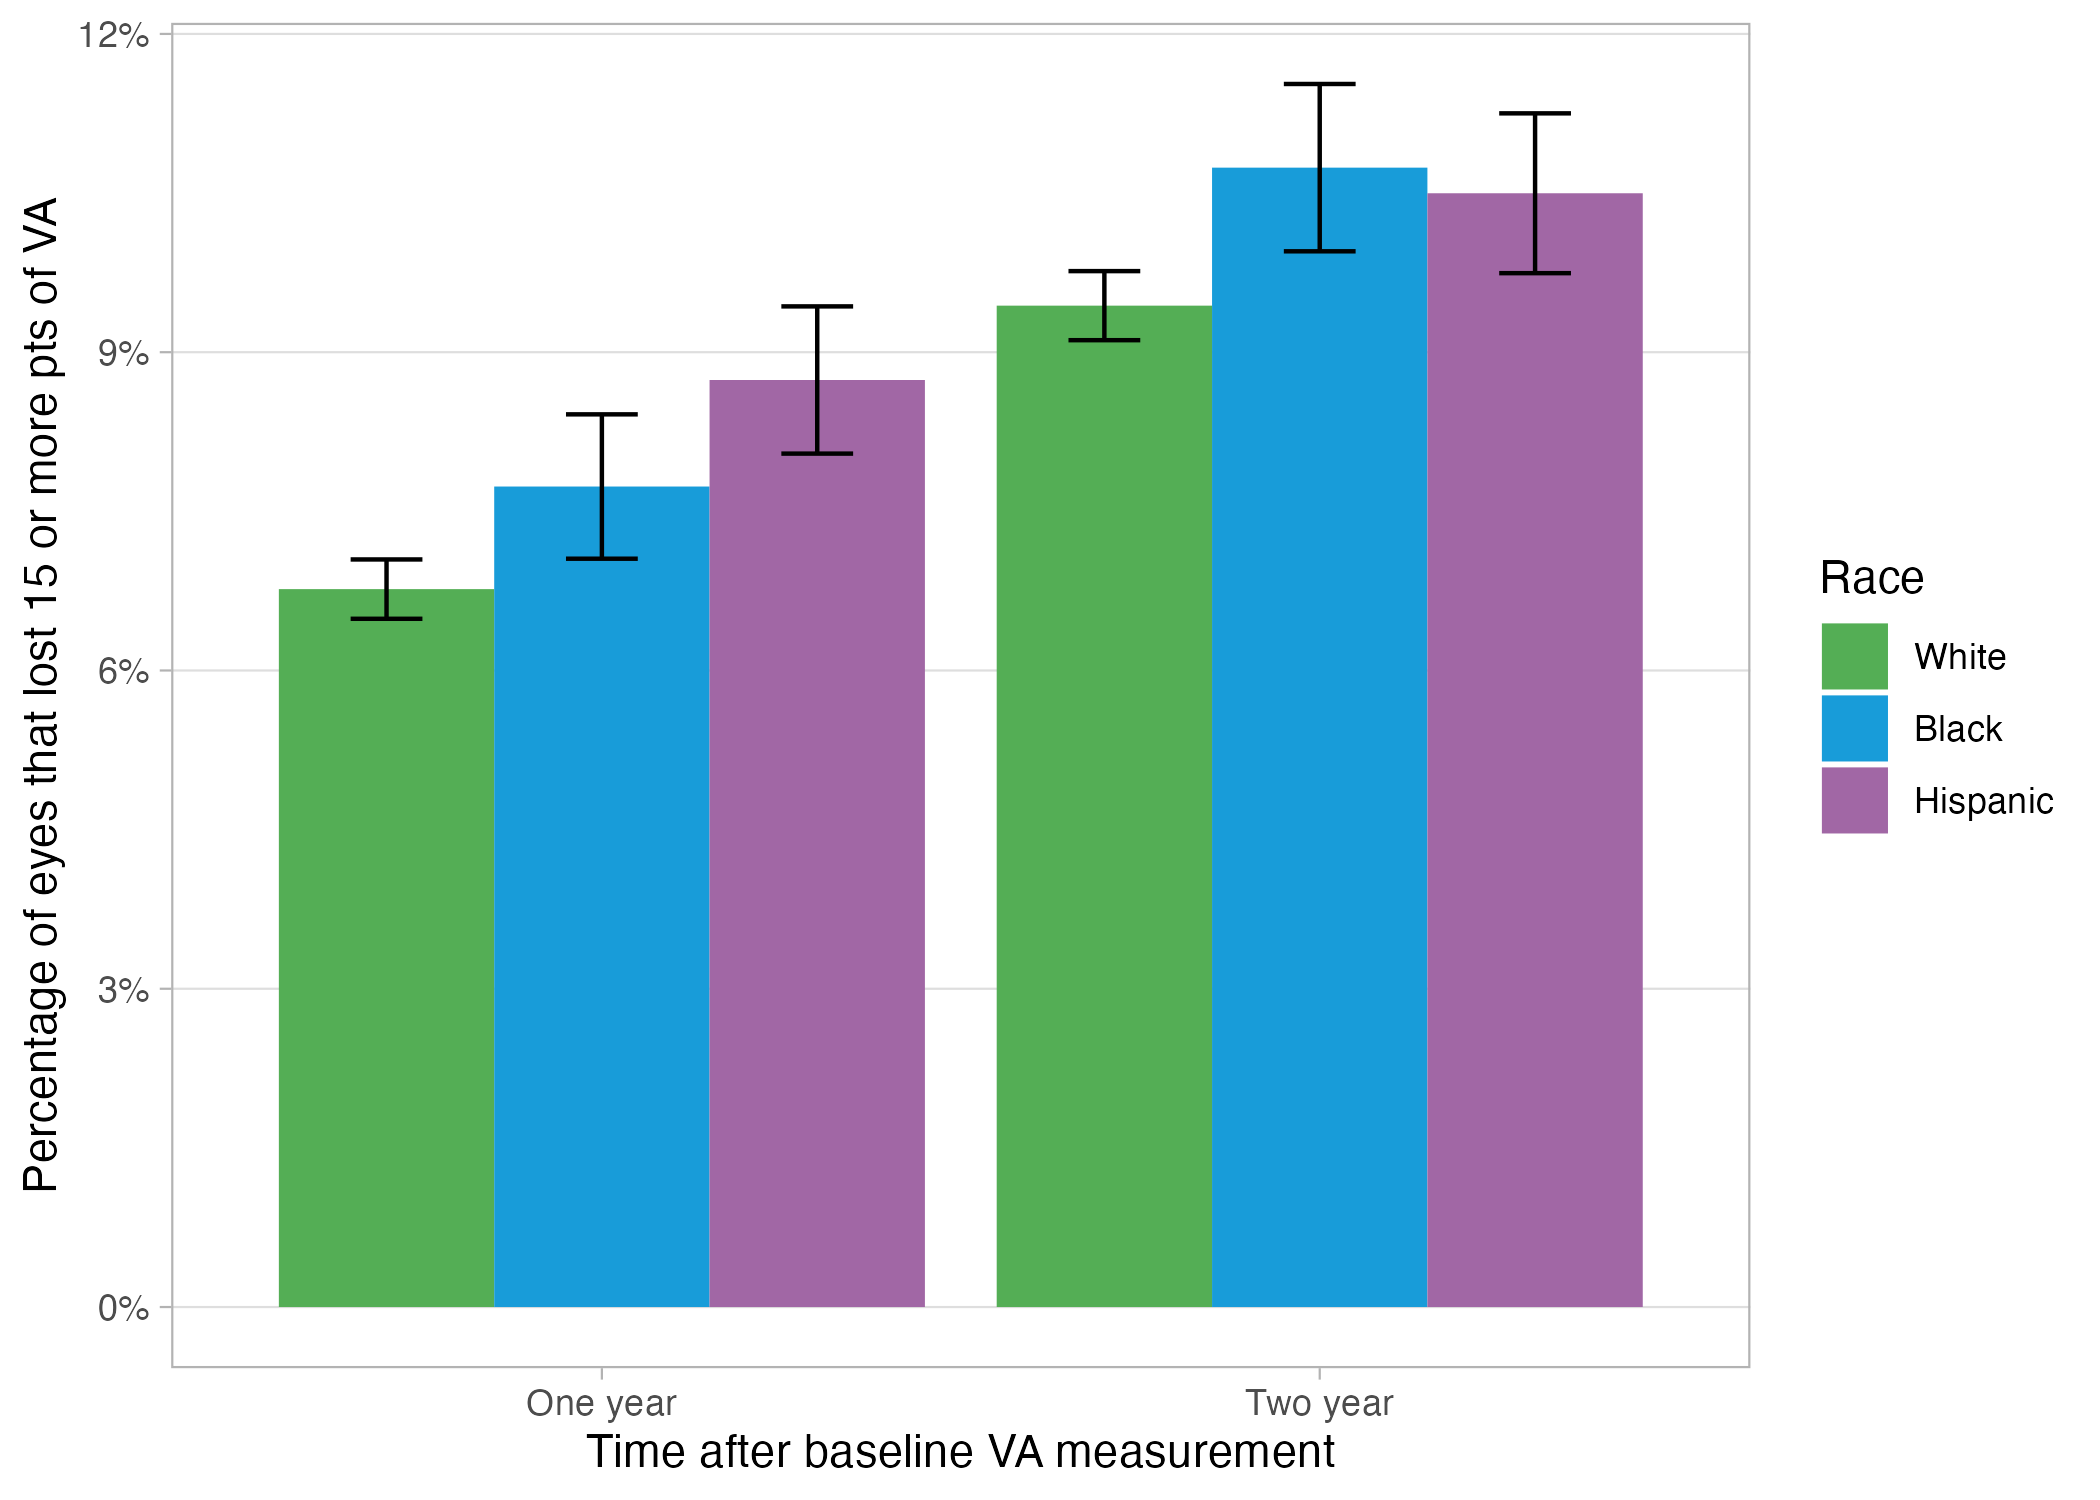 Percentage of eyes that lost 15 or more pts of VA
12%
9%
6%
3%
0%
One year
Two year
Time after baseline VA measurement
Race
White
Black
Hispanic